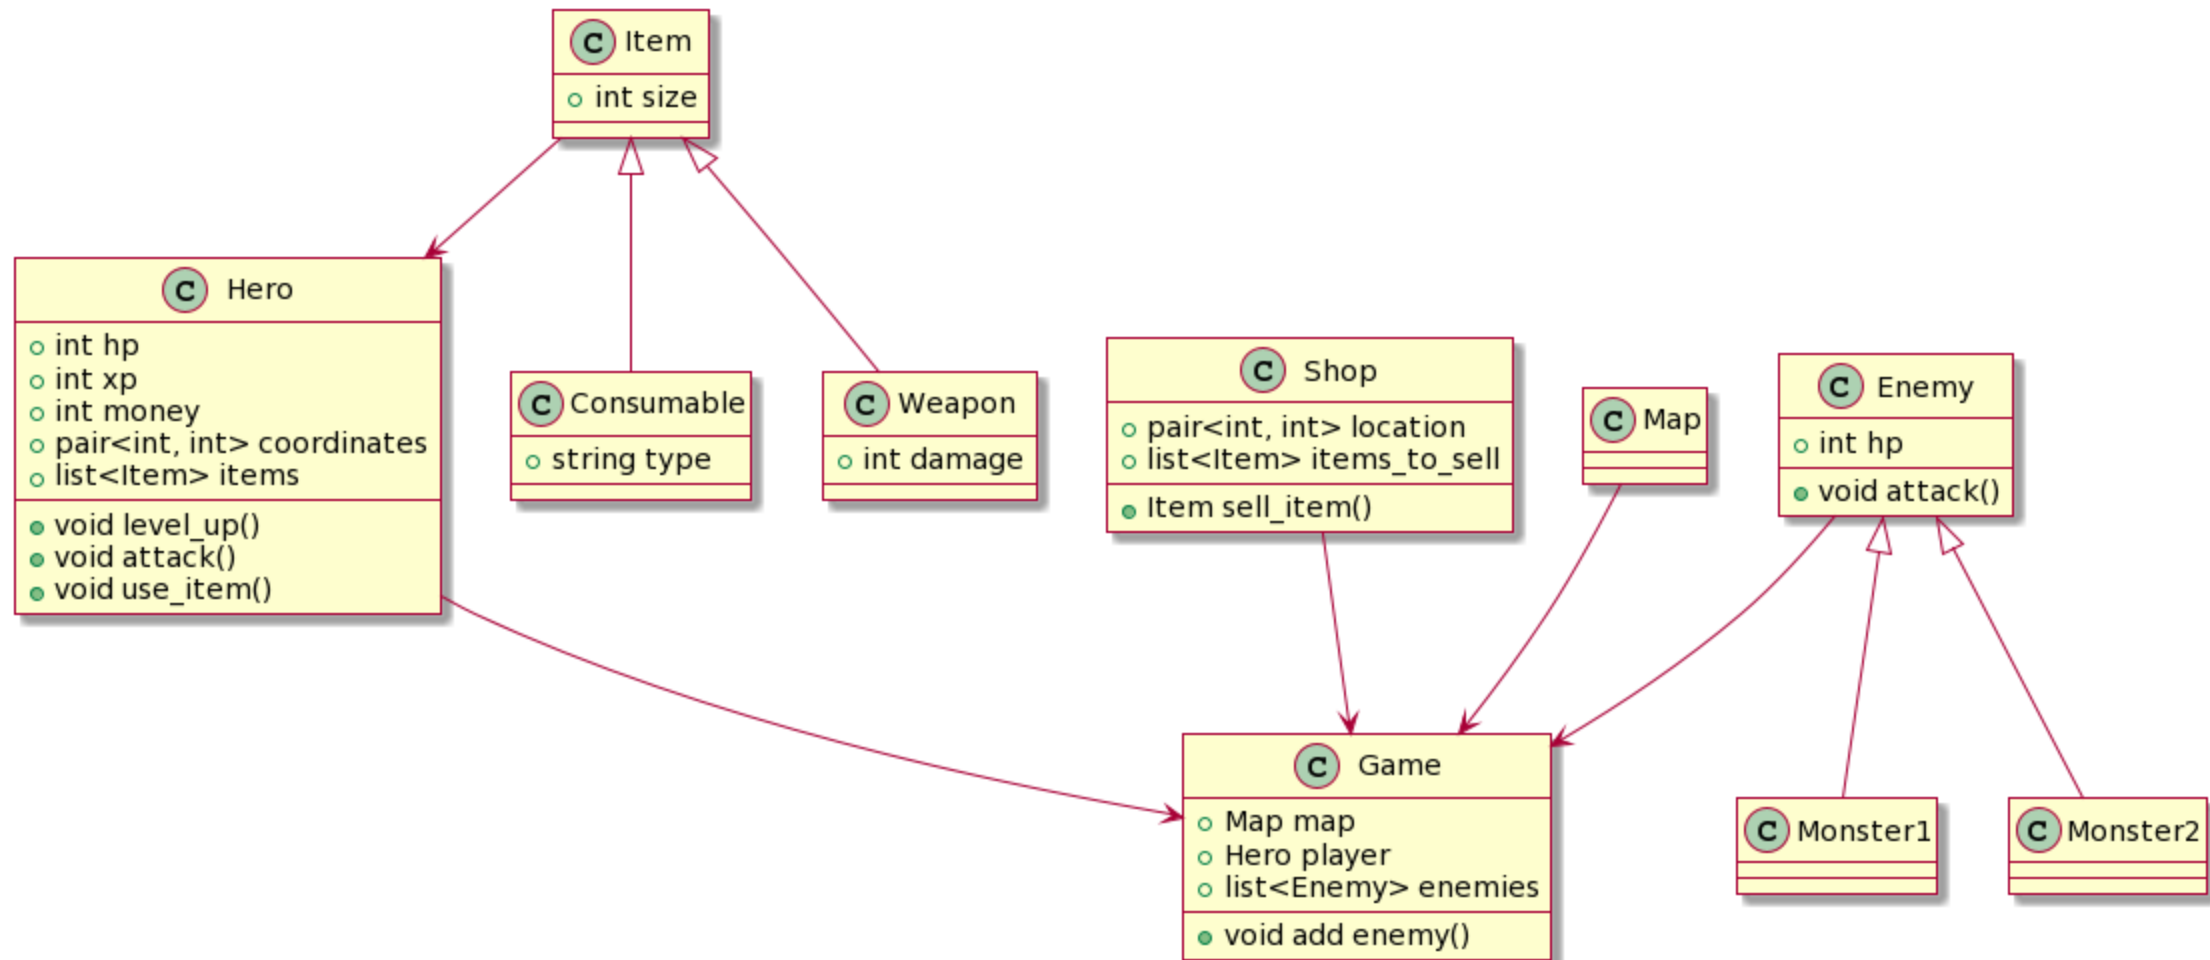 C Item
int size
C Hero
int hp
int xp
int money
pair<int, int> coordinates
list<Item> items
void level_up()
void attack()
void use_item()
C Consumable
string type
C Weapon
int damage
C Shop
pair<int, int> location
list<Item> items_to_sell
Item sell_item()
C Map
C Enemy
int hp
void attack()
C Game
Map map
Hero player
list<Enemy> enemies
void add enemy()
C Monster1
C Monster2